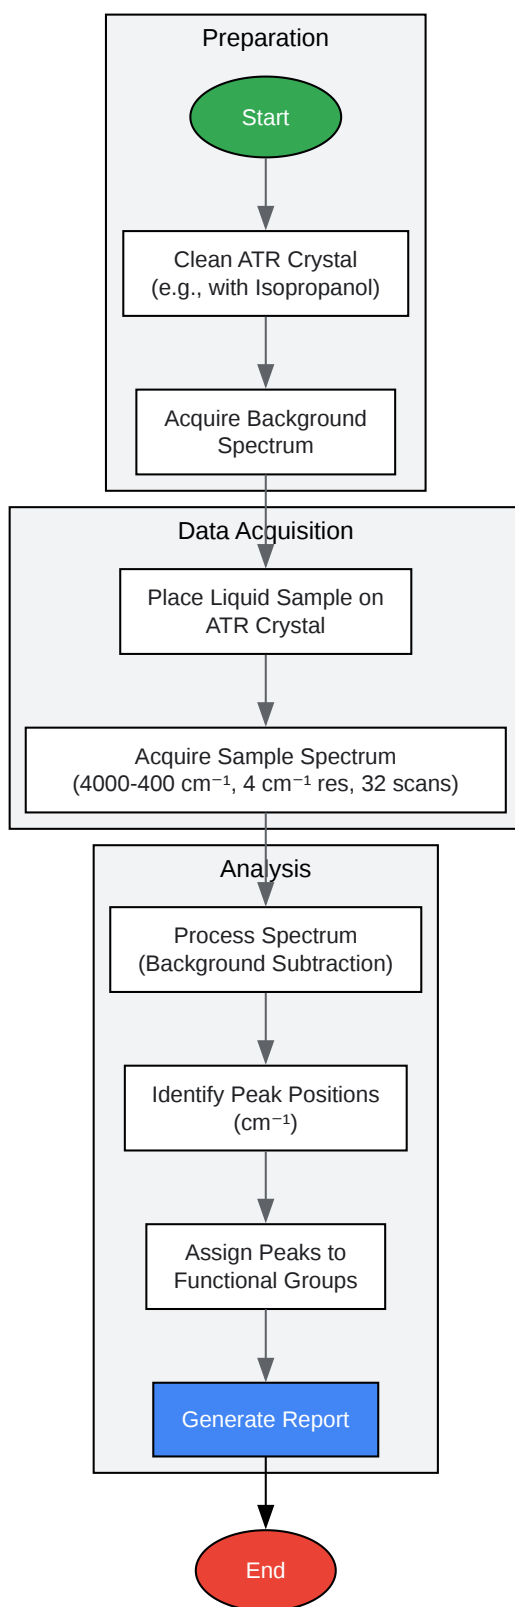 Preparation
Start
Clean ATR Crystal
(e.g., with Isopropanol)
Acquire Background
Spectrum
Data Acquisition
Place Liquid Sample on
ATR Crystal
Acquire Sample Spectrum
(4000-400 cm⁻¹, 4 cm⁻¹ res, 32 scans)
Analysis
Process Spectrum
(Background Subtraction)
Identify Peak Positions
(cm⁻¹)
Assign Peaks to
Functional Groups
Generate Report
End